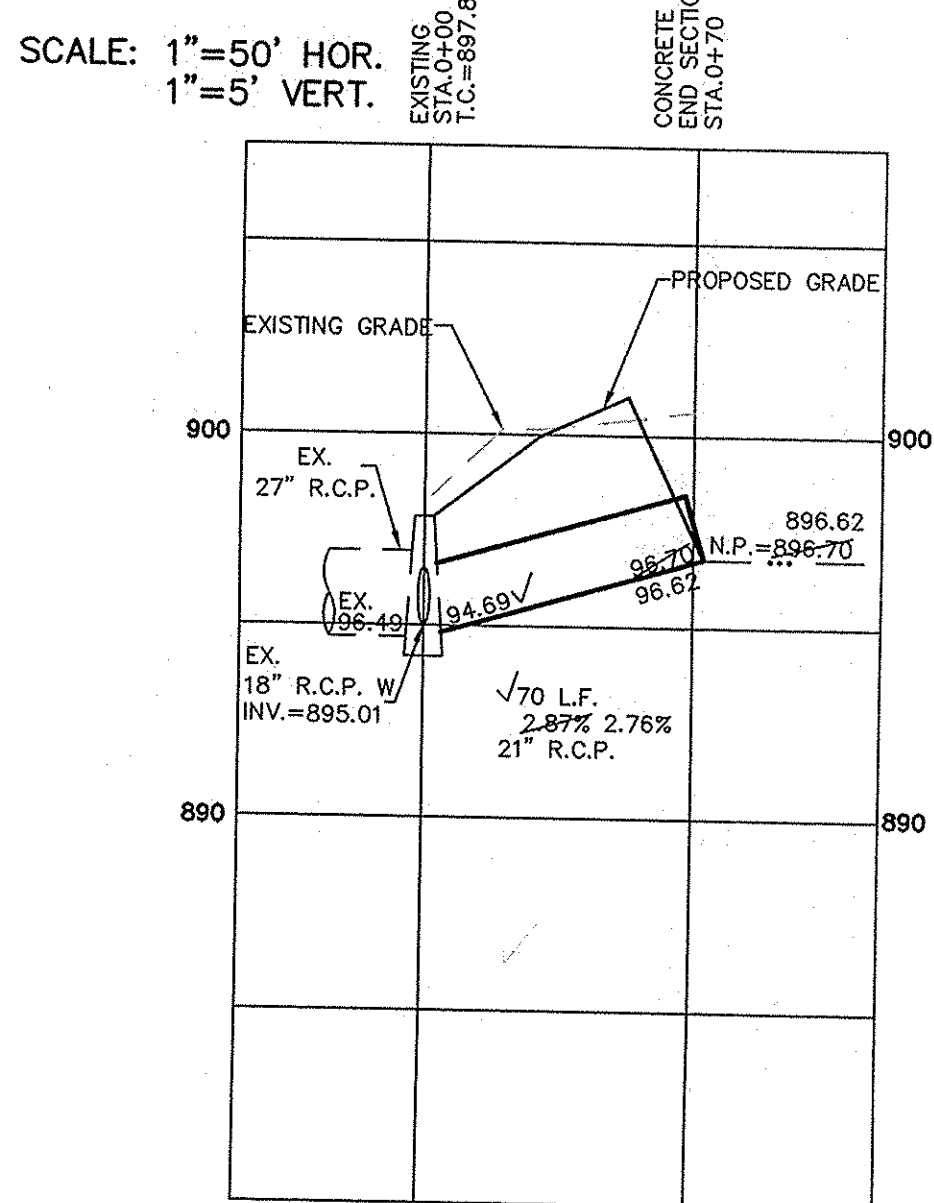 SCALE: 1"=50' HOR.
1"=5' VERT.
EXISTING
STA.0+00
T.C.=897.8
CONCRETE
END SECTIO
STA.0+70
PROPOSED GRADE
EXISTING GRADE
900
900
EX.
27" R.C.P.
896.62
N.P.=896.70
96.70
96.62
94.69√
EX.
96.49
EX.
18" R.C.P. W
INV.=895.01
√70 L.F.
2.87% 2.76%
21" R.C.P.
890
890